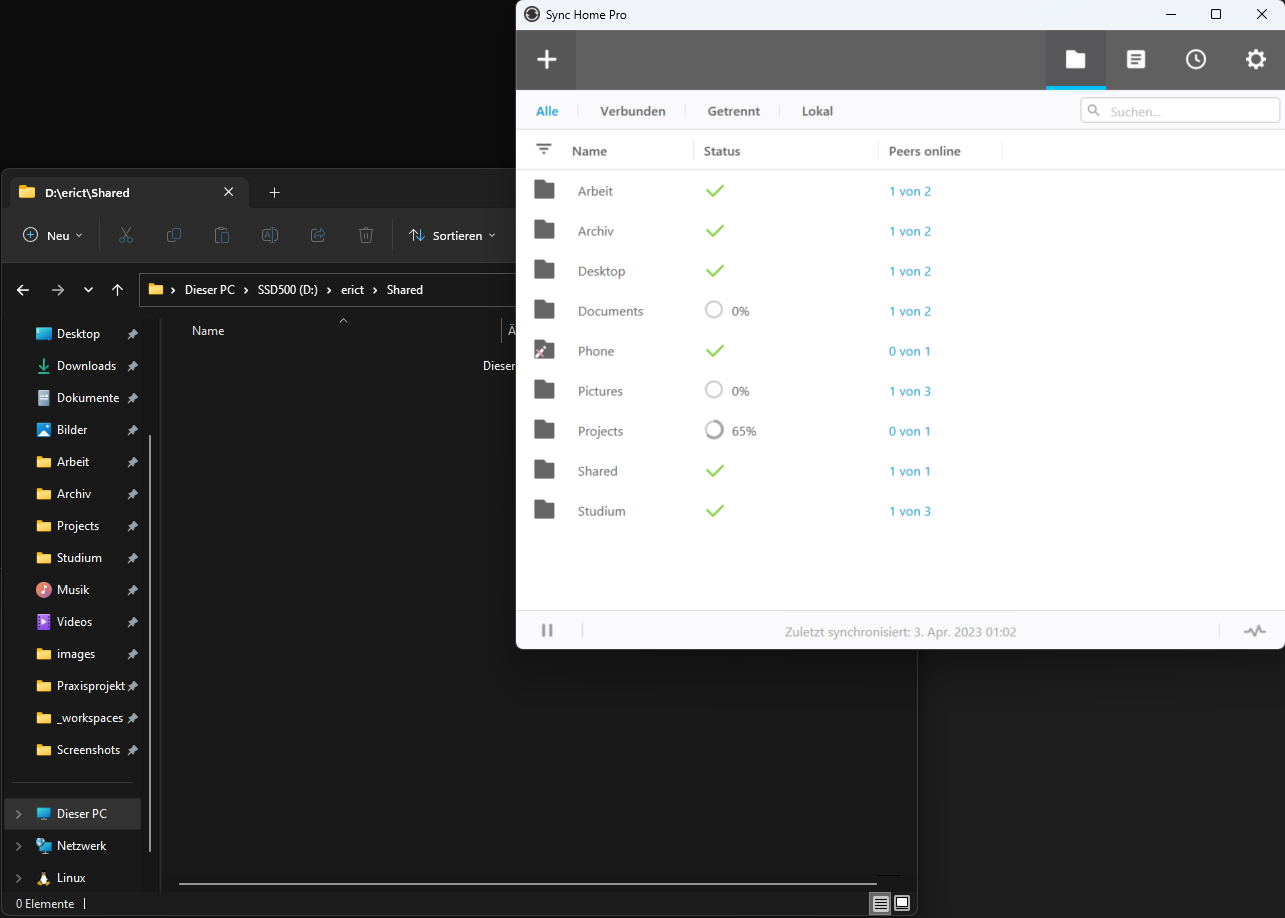 Sync Home Pro
Alle Verbunden Getrennt Lokal Suchen...
Name Status Peers online
Arbeit 1 von 2
Archiv 1 von 2
Desktop 1 von 2
Documents 0% 1 von 2
Phone 0 von 1
Pictures 0% 1 von 3
Projects 65% 0 von 1
Shared 1 von 1
Studium 1 von 3
Zuletzt synchronisiert: 3. Apr. 2023 01:02
D:\erict\Shared
Neu Sortieren
Dieser PC SSD500 (D:) erict Shared
Name Ä
Dieser
Desktop
Downloads
Dokumente
Bilder
Arbeit
Archiv
Projects
Studium
Musik
Videos
images
Praxisprojekt
_workspaces
Screenshots
Dieser PC
Netzwerk
Linux
0 Elemente